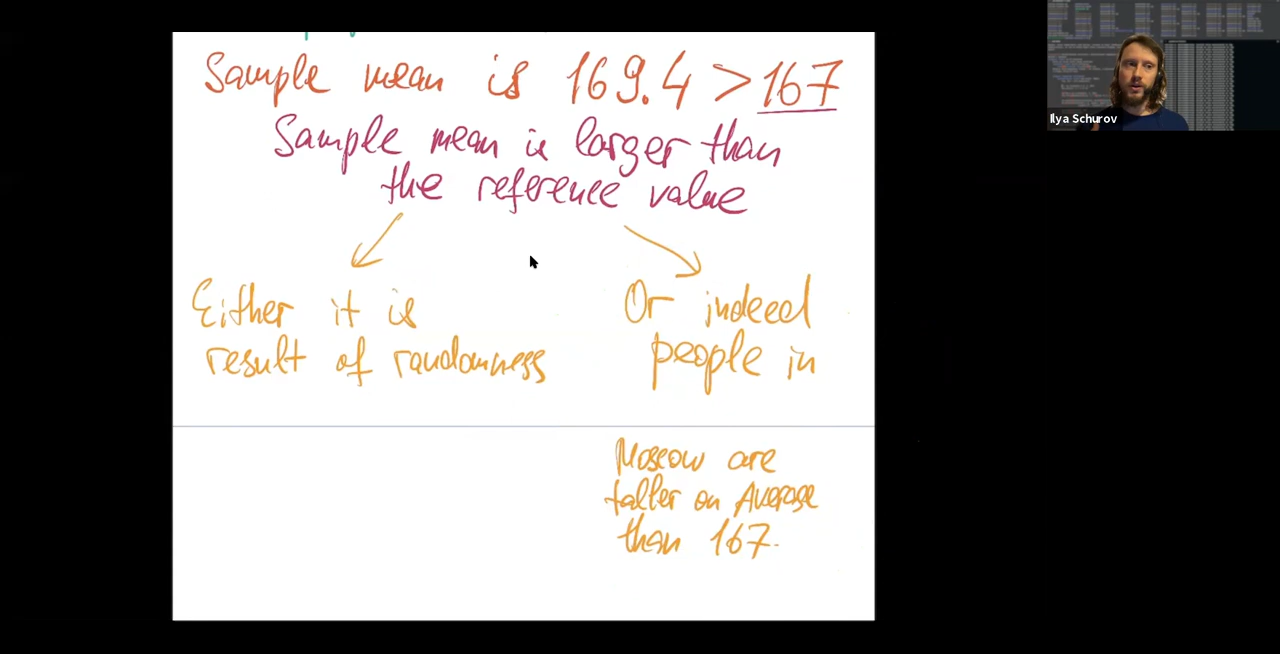 Sample mean is 169.4 > 167
Sample mean is larger than
the reference value
Either it is
result of randomness
Or indeed
people in
Moscow are
taller on Average
than 167.
Ilya Schurov